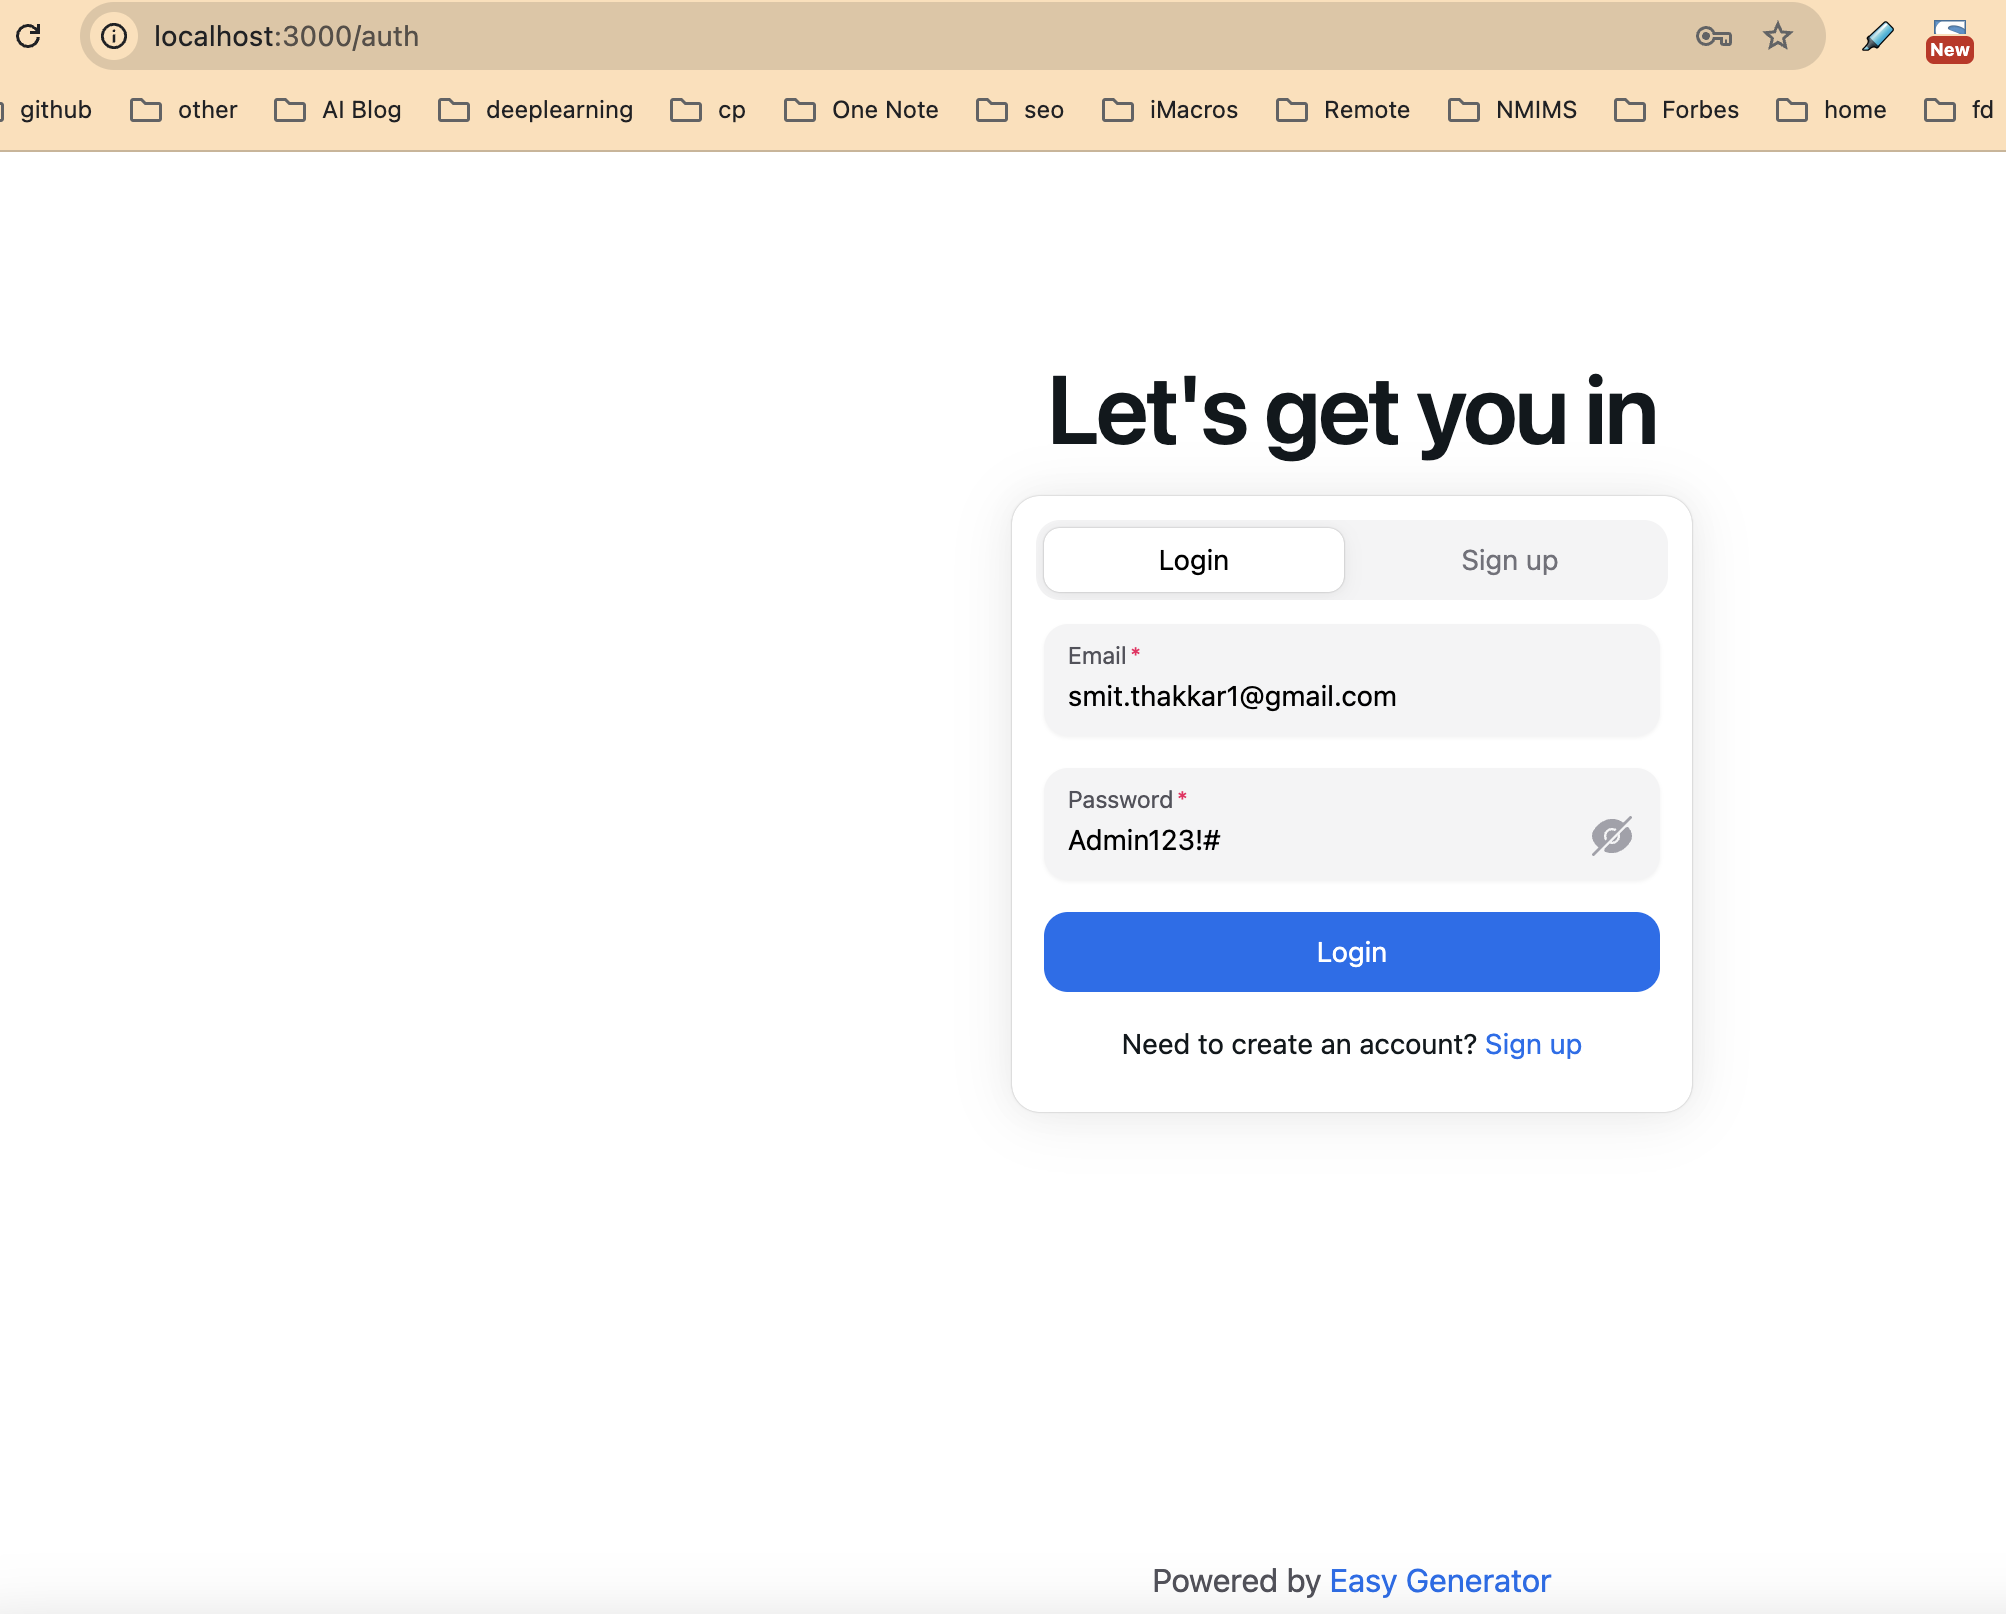 localhost:3000/auth
New
github other AI Blog deeplearning cp One Note seo iMacros Remote NMIMS Forbes home fd
Let's get you in
Login Sign up
Email *
smit.thakkar1@gmail.com
Password *
Admin123!#
Login
Need to create an account? Sign up
Powered by Easy Generator